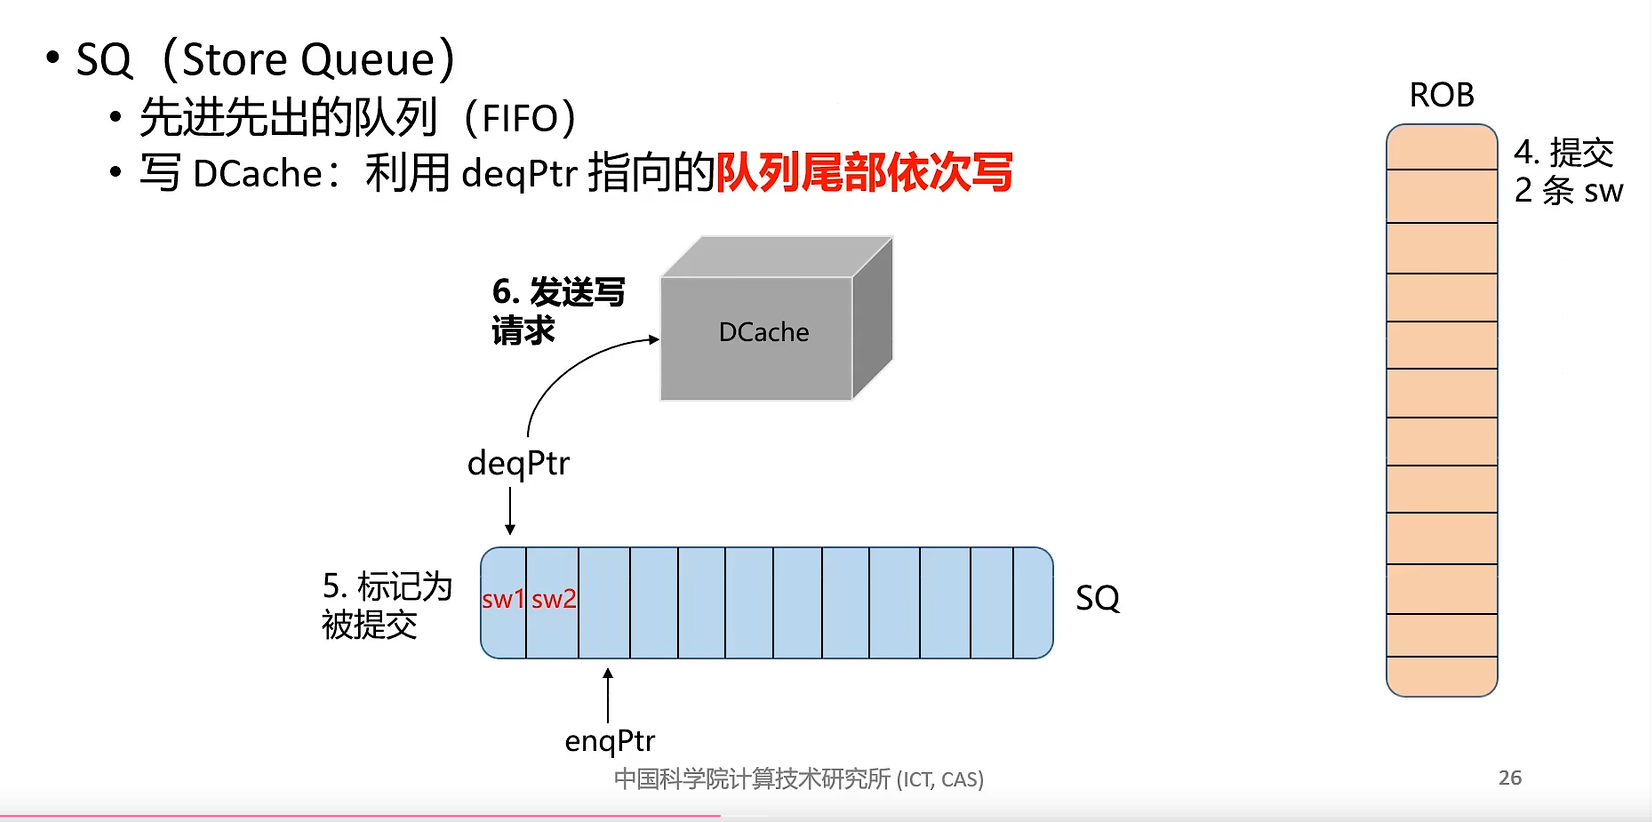 • SQ（Store Queue）
• 先进先出的队列（FIFO）
• 写 DCache：利用 deqPtr 指向的队列尾部依次写
ROB
4. 提交
2 条 sw
6. 发送写
请求
DCache
deqPtr
5. 标记为
被提交
sw1 sw2
SQ
enqPtr
中国科学院计算技术研究所 (ICT, CAS)
26